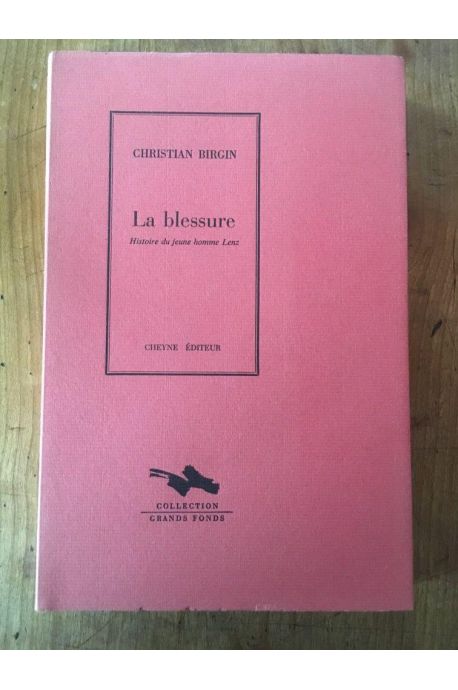 CHRISTIAN BIRGIN
La blessure
Histoire du jeune homme Lenz
CHEYNE ÉDITEUR
COLLECTION
GRANDS FONDS